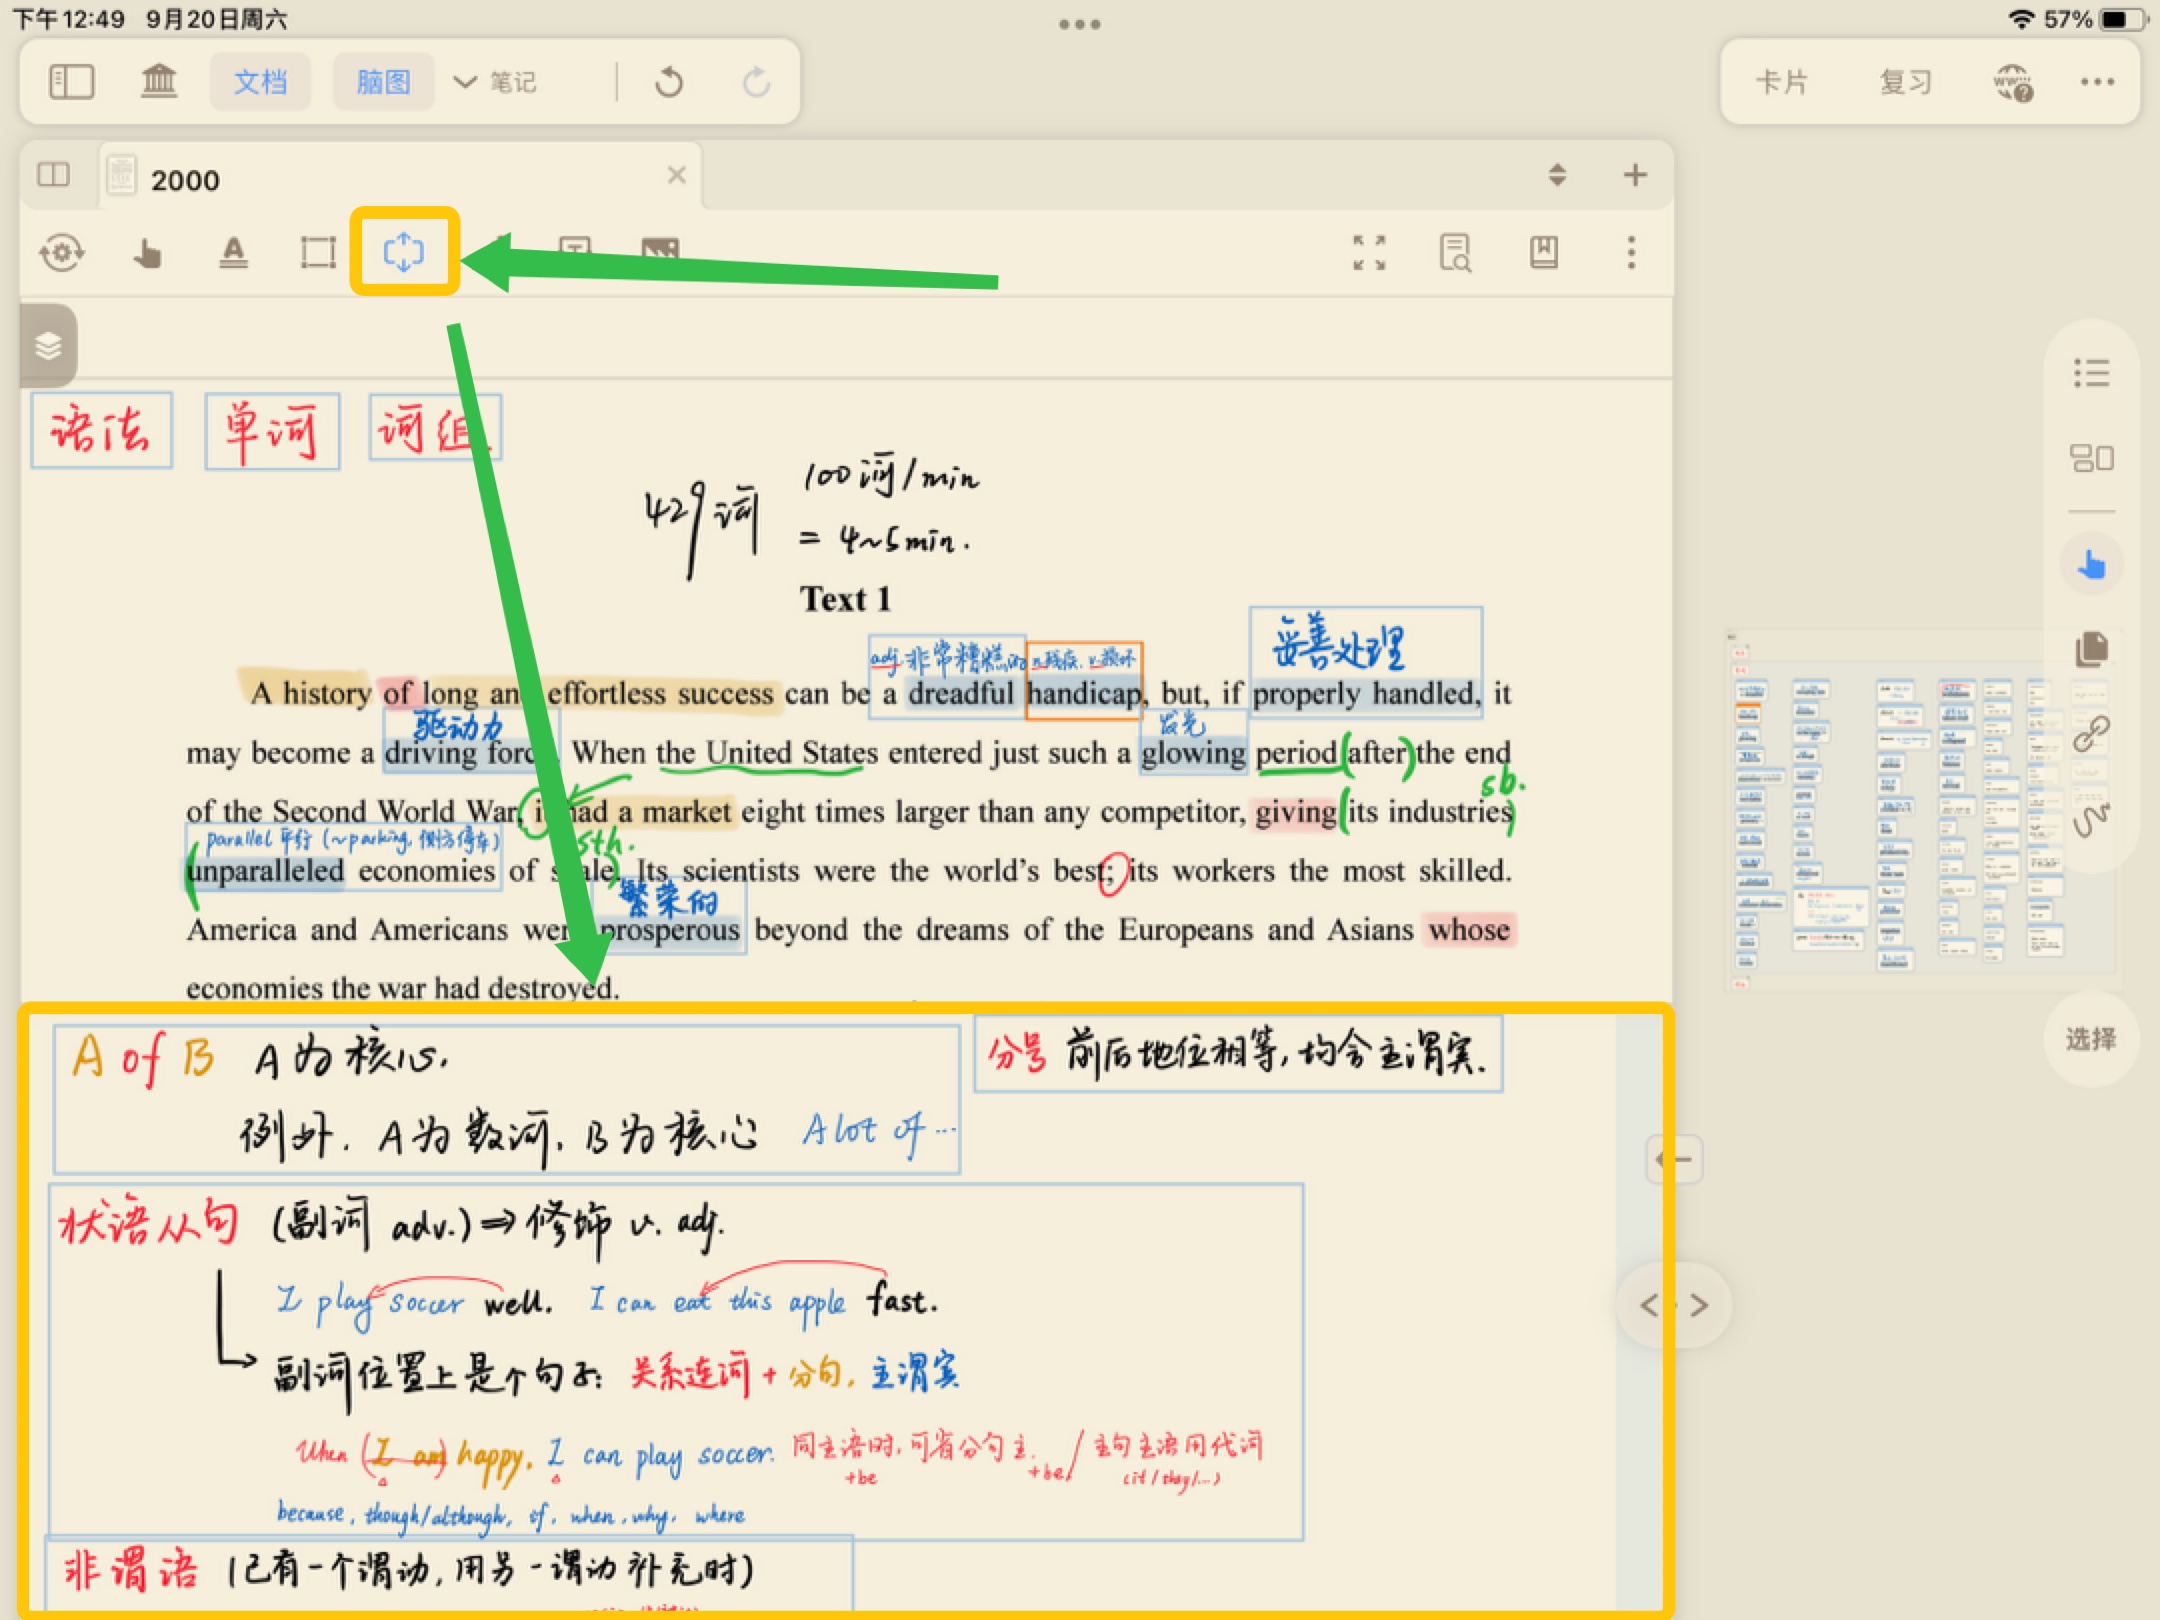 下午12:49 9月20日周六
57%
文档 脑图 笔记
卡片 复习
2000
语法 单词 词组
429词 100词/min
= 4~5min.
Text 1
妥善处理
adj.非常糟糕的 n.残疾. v.损坏
A history of long and effortless success can be a dreadful handicap, but, if properly handled, it
驱动力 发光
may become a driving force. When the United States entered just such a glowing period (after) the end
sb.
of the Second World War, it had a market eight times larger than any competitor, giving (its industries)
parallel 平行 (~parking, 侧方停车) sth.
(unparalleled economies of scale). Its scientists were the world's best; its workers the most skilled.
繁荣的
America and Americans were prosperous beyond the dreams of the Europeans and Asians whose
economies the war had destroyed.
A of B A为核心.
分号 前后地位相等,均含主谓宾.
例外. A为数词, B为核心 A lot of...
选择
状语从句 (副词 adv.) ⇒ 修饰 v. adj.
I play soccer well. I can eat this apple fast.
副词位置上是个句子: 关系连词 + 分句, 主谓宾
When (I am) happy, I can play soccer. 同主语时,可省分句主.+be / 主句主语用代词
+be (it/they/...)
because, though/although, if, when, why, where
非谓语 (已有一个谓动,用另一谓动补充时)